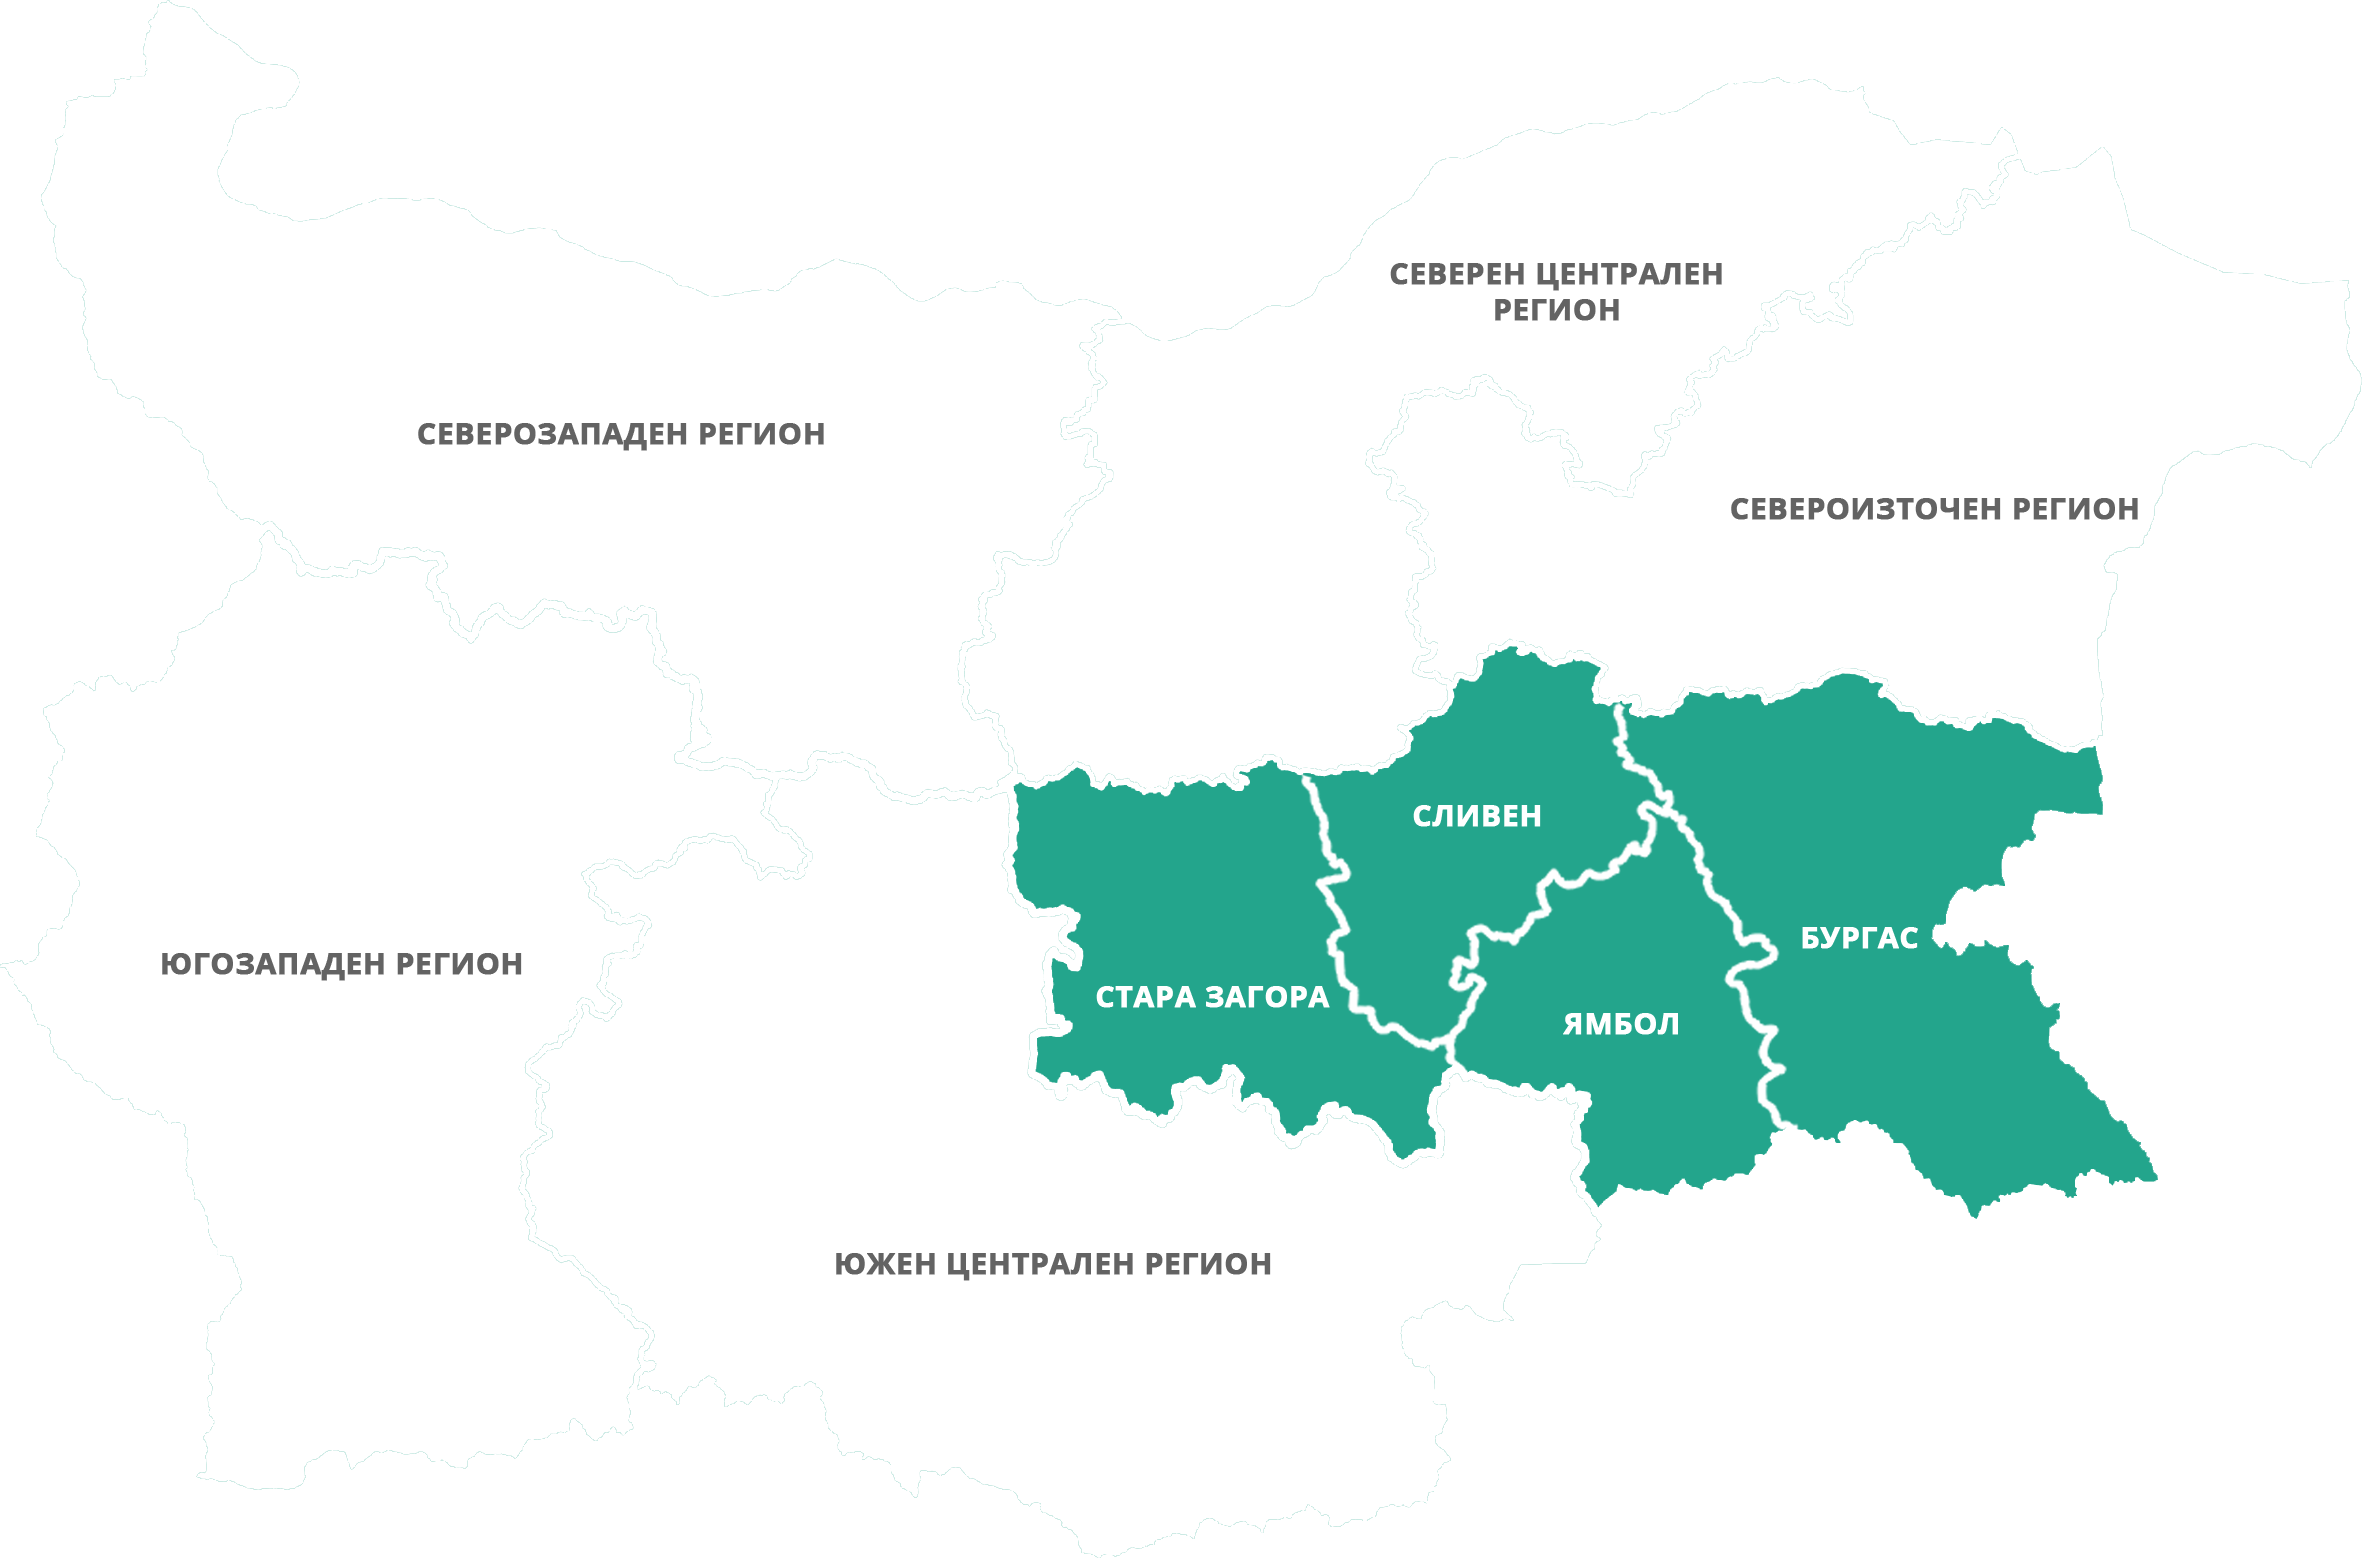 СЕВЕРЕН ЦЕНТРАЛЕН
РЕГИОН
СЕВЕРОЗАПАДЕН РЕГИОН
СЕВЕРОИЗТОЧЕН РЕГИОН
СЛИВЕН
БУРГАС
ЮГОЗАПАДЕН РЕГИОН
СТАРА ЗАГОРА
ЯМБОЛ
ЮЖЕН ЦЕНТРАЛЕН РЕГИОН